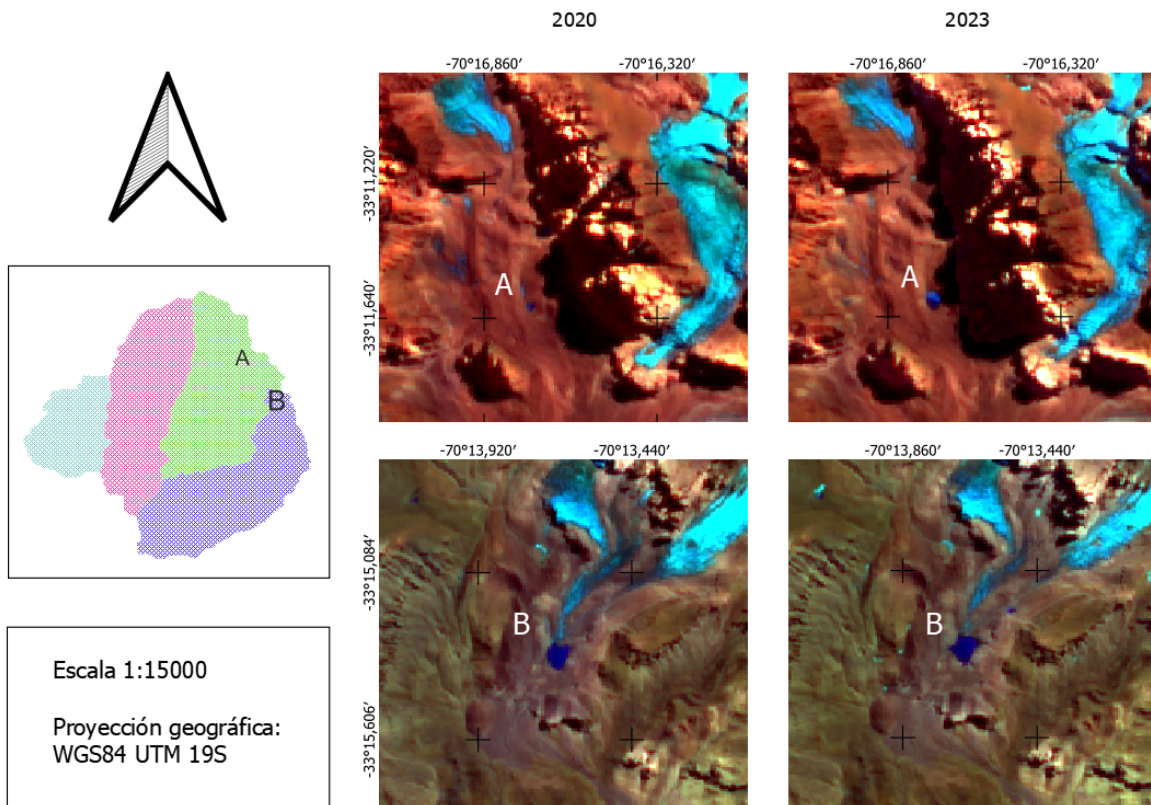 2020
2023
-70°16,860′
-70°16,320′
-70°16,860′
-70°16,320′
-33°11,220′
-33°11,640′
A
A
A
B
-70°13,920′
-70°13,440′
-70°13,860′
-70°13,440′
-33°15,084′
-33°15,606′
B
B
Escala 1:15000
Proyección geográfica:
WGS84 UTM 19S